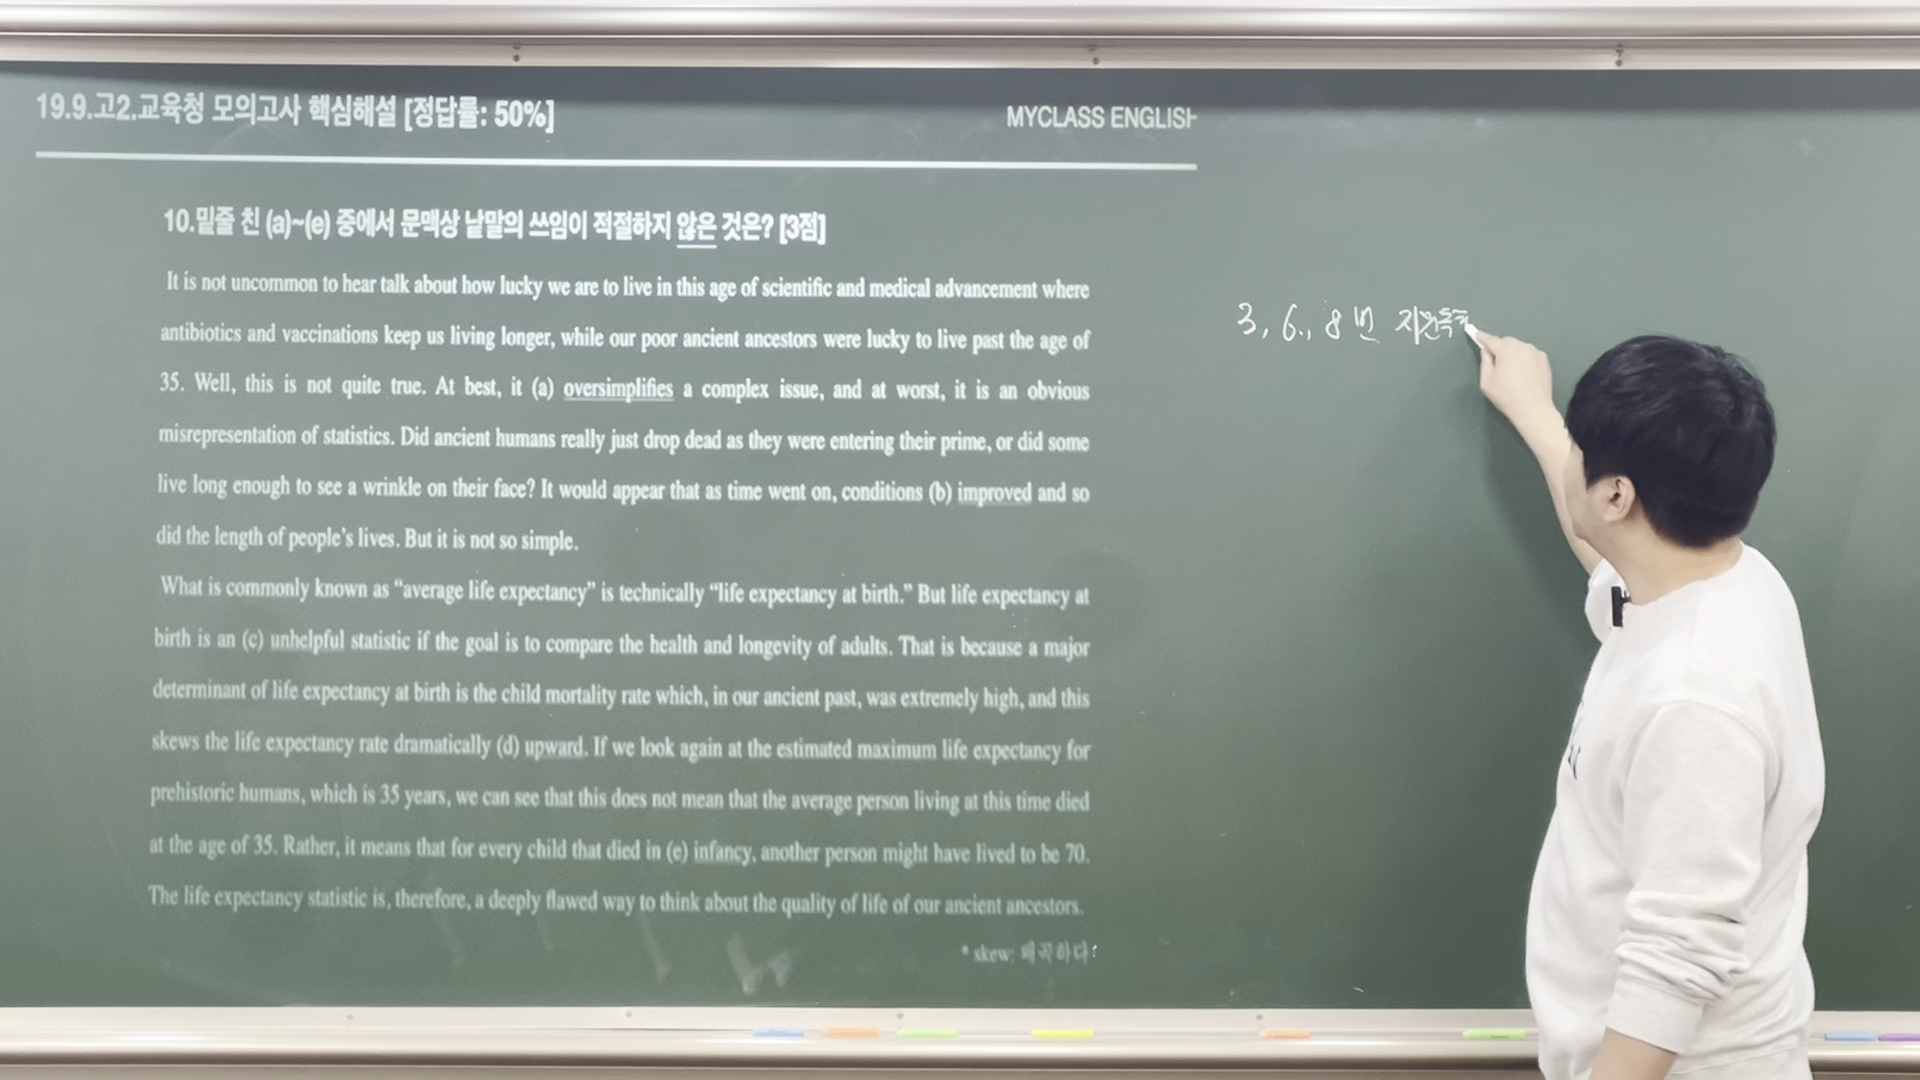 19.9.고2.교육청 모의고사 핵심해설 [정답률: 50%]
MYCLASS ENGLISH
10.밑줄 친 (a)~(e) 중에서 문맥상 낱말의 쓰임이 적절하지 않은 것은? [3점]
It is not uncommon to hear talk about how lucky we are to live in this age of scientific and medical advancement where
antibiotics and vaccinations keep us living longer, while our poor ancient ancestors were lucky to live past the age of
35. Well, this is not quite true. At best, it (a) oversimplifies a complex issue, and at worst, it is an obvious
misrepresentation of statistics. Did ancient humans really just drop dead as they were entering their prime, or did some
live long enough to see a wrinkle on their face? It would appear that as time went on, conditions (b) improved and so
did the length of people's lives. But it is not so simple.
What is commonly known as “average life expectancy” is technically “life expectancy at birth.” But life expectancy at
birth is an (c) unhelpful statistic if the goal is to compare the health and longevity of adults. That is because a major
determinant of life expectancy at birth is the child mortality rate which, in our ancient past, was extremely high, and this
skews the life expectancy rate dramatically (d) upward. If we look again at the estimated maximum life expectancy for
prehistoric humans, which is 35 years, we can see that this does not mean that the average person living at this time died
at the age of 35. Rather, it means that for every child that died in (e) infancy, another person might have lived to be 70.
The life expectancy statistic is, therefore, a deeply flawed way to think about the quality of life of our ancient ancestors.
* skew: 왜곡하다
3, 6, 8번